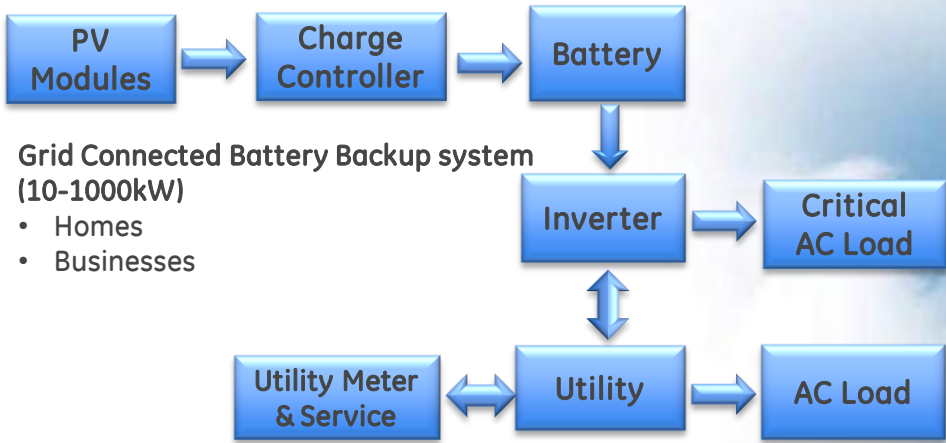 PV
Modules
Charge
Controller
Battery
Grid Connected Battery Backup system
(10-1000kW)
• Homes
• Businesses
Inverter
Critical
AC Load
Utility Meter
& Service
Utility
AC Load